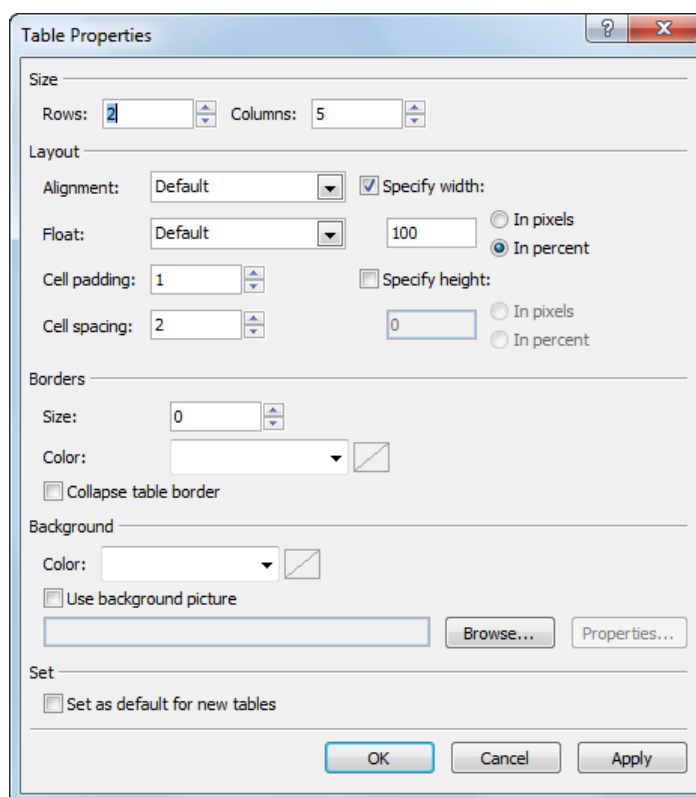 Table Properties
Size
Rows: 2 Columns: 5
Layout
Alignment: Default Specify width:
Float: Default 100 In pixels
In percent
Cell padding: 1 Specify height:
Cell spacing: 2 0 In pixels
In percent
Borders
Size: 0
Color:
Collapse table border
Background
Color:
Use background picture
Browse... Properties...
Set
Set as default for new tables
OK Cancel Apply